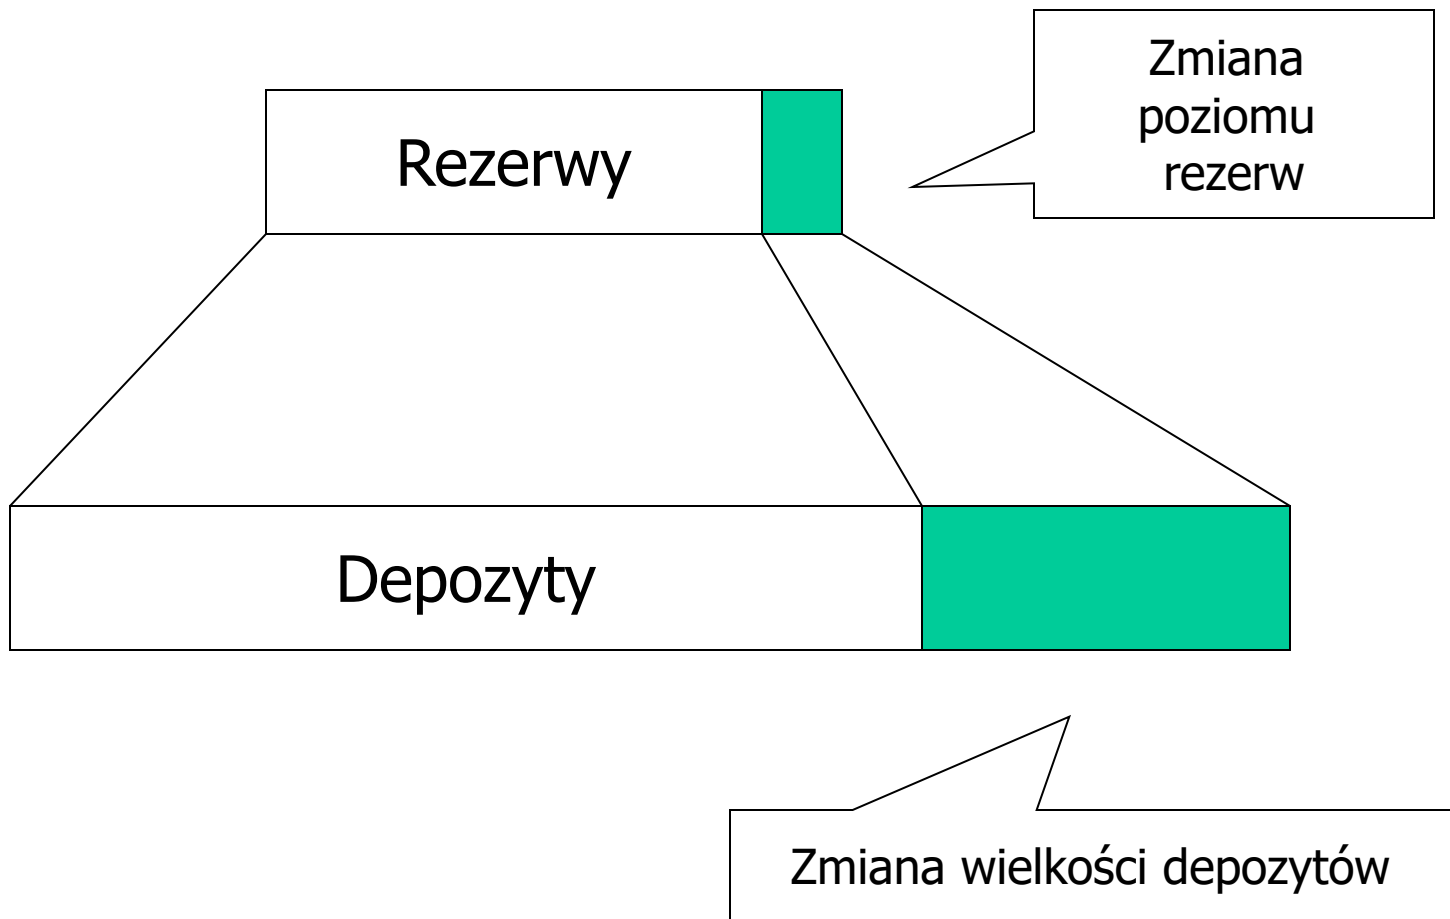 Zmiana
poziomu
rezerw
Rezerwy
Depozyty
Zmiana wielkości depozytów